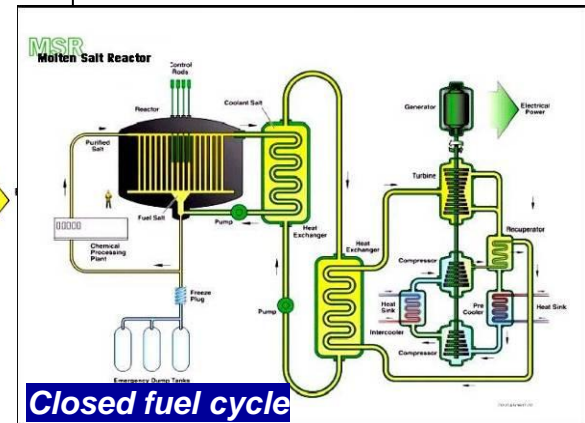 MSR
Molten Salt Reactor
Control
Rods
Reactor
Coolant Salt
Purified
Salt
Fuel Salt
Pump
Heat
Exchanger
Chemical
Processing
Plant
Freeze
Plug
Emergency Dump Tanks
Pump
Heat
Exchanger
Generator
Electrical
Power
Turbine
Recuperator
Compressor
Heat
Sink
Pre
Cooler
Heat Sink
Intercooler
Compressor
Closed fuel cycle